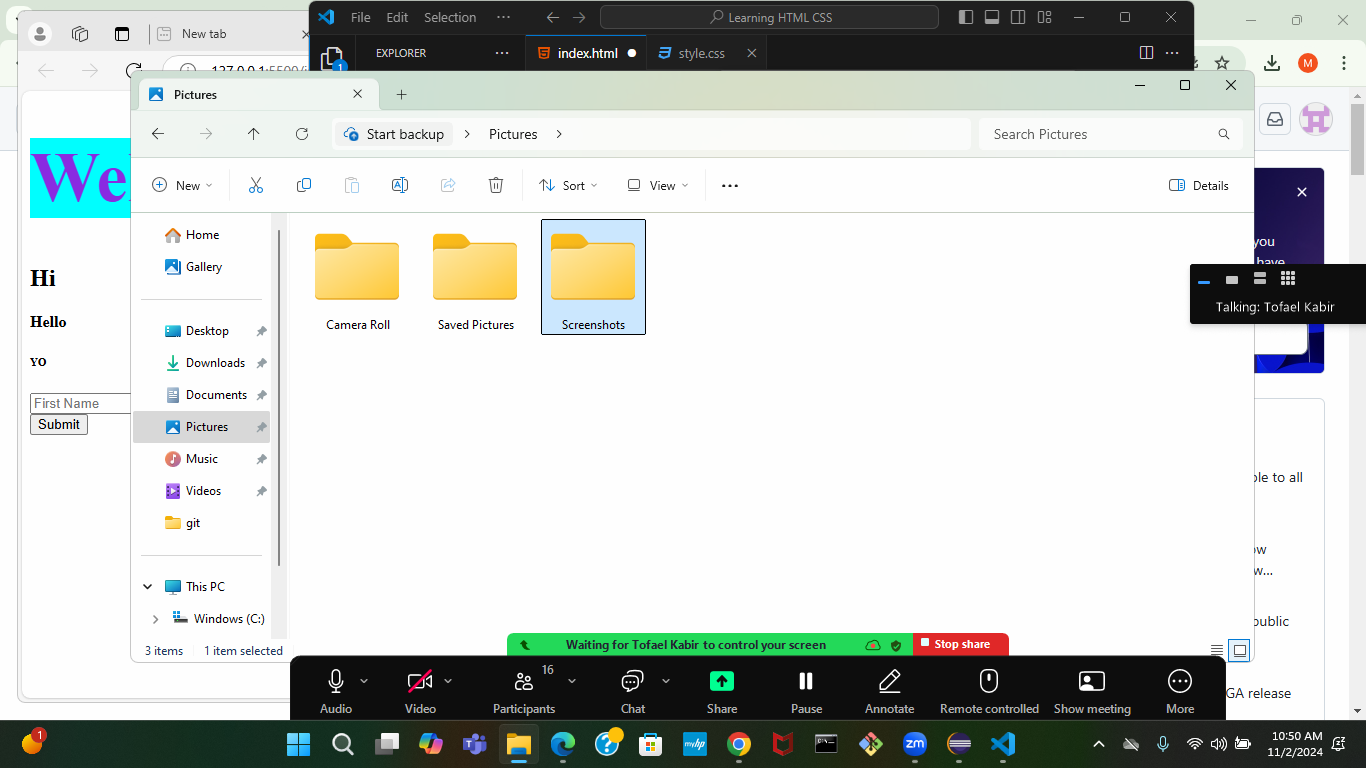 File Edit Selection ··· Learning HTML CSS
New tab
EXPLORER ··· index.html style.css
1
127.0.0.1:5500/i
M
Pictures
Start backup Pictures Search Pictures
New Sort View ··· Details
Wel
Hi
Hello
YO
First Name
Submit
Home
Gallery
Desktop
Downloads
Documents
Pictures
Music
Videos
git
This PC
Windows (C:)
Camera Roll Saved Pictures Screenshots
you
have
Talking: Tofael Kabir
ble to all
ow
w...
public
GA release
3 items 1 item selected
Waiting for Tofael Kabir to control your screen Stop share
16
Audio Video Participants Chat Share Pause Annotate Remote controlled Show meeting More
1
myhp
zm
10:50 AM
11/2/2024